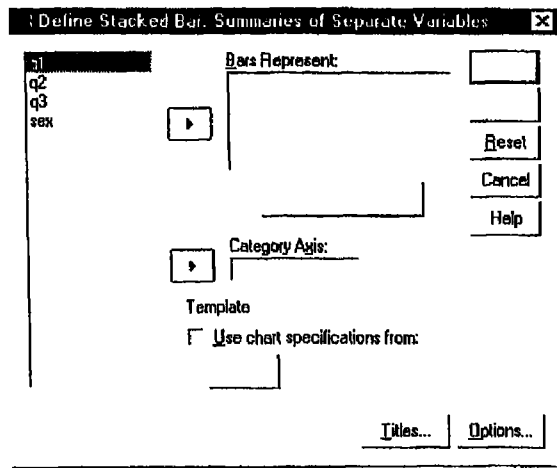 Define Stacked Bar. Summaries of Separate Variables
q1
q2
q3
sex
Bars Represent:
Reset
Cancel
Help
Category Axis:
Template
Use chart specifications from:
Titles...
Options...